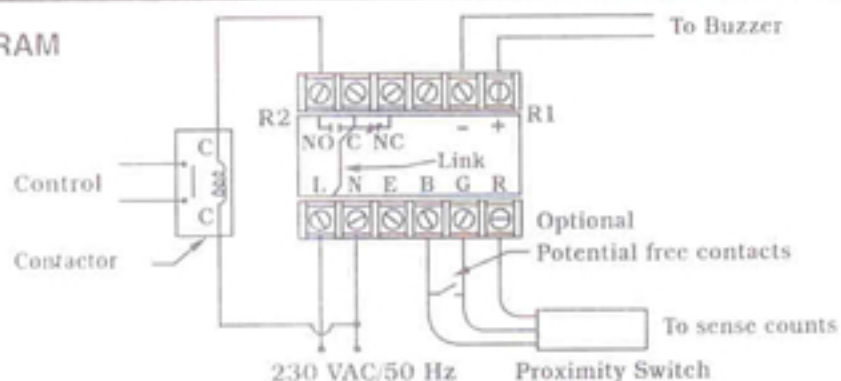 RAM
To Buzzer
R2
R1
NO C NC
- +
Link
L N E B G R
C
Control
C
Contactor
Optional
Potential free contacts
To sense counts
230 VAC/50 Hz
Proximity Switch